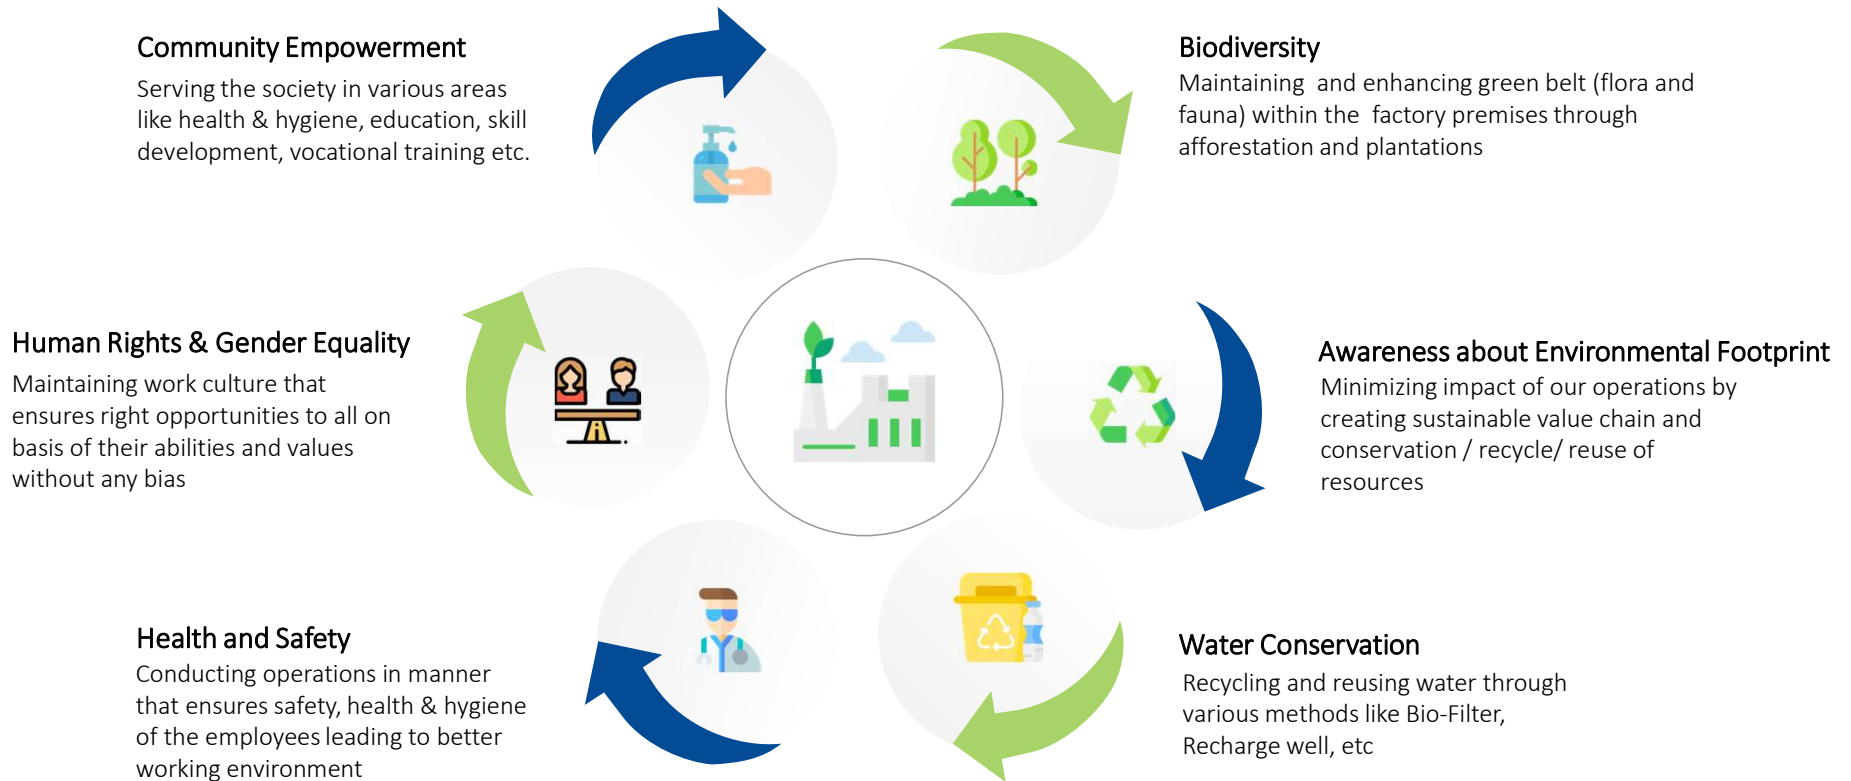 Community Empowerment
Serving the society in various areas
like health & hygiene, education, skill
development, vocational training etc.
Biodiversity
Maintaining and enhancing green belt (flora and
fauna) within the factory premises through
afforestation and plantations
Human Rights & Gender Equality
Maintaining work culture that
ensures right opportunities to all on
basis of their abilities and values
without any bias
Awareness about Environmental Footprint
Minimizing impact of our operations by
creating sustainable value chain and
conservation / recycle/ reuse of
resources
Health and Safety
Conducting operations in manner
that ensures safety, health & hygiene
of the employees leading to better
working environment
Water Conservation
Recycling and reusing water through
various methods like Bio-Filter,
Recharge well, etc